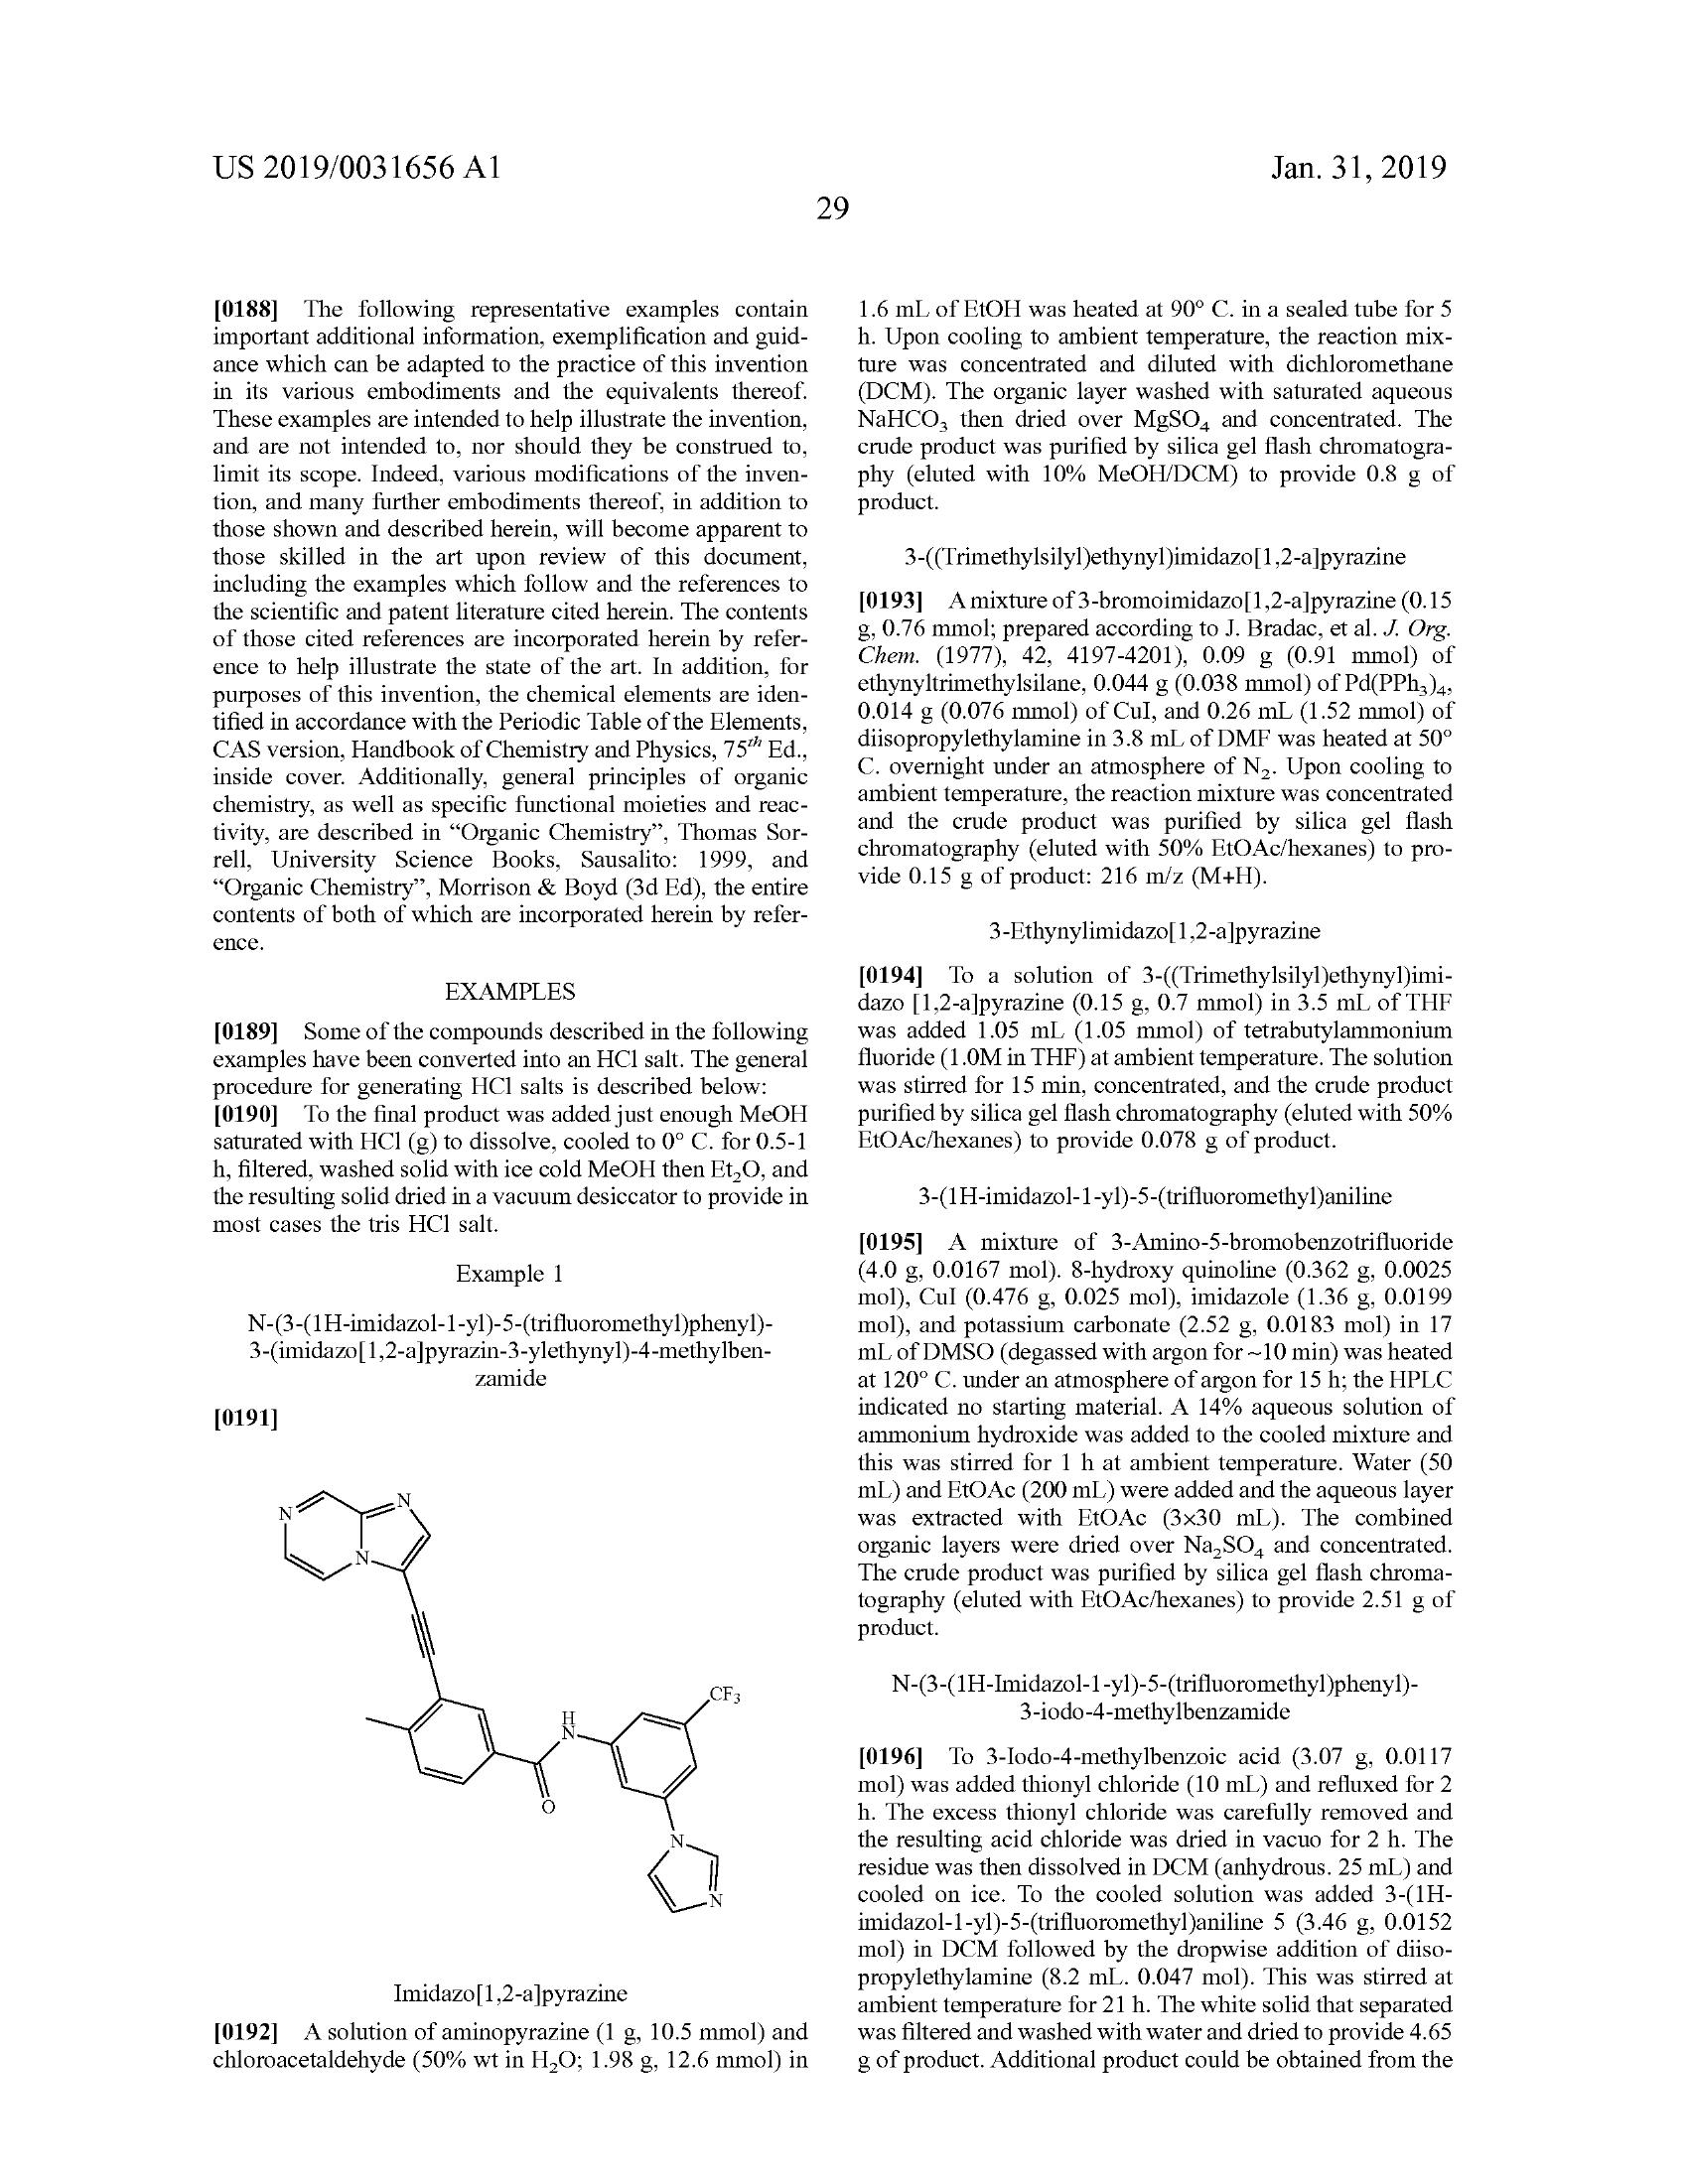 US 2019/0031656 A1
Jan. 31, 2019
29
[0188] The following representative examples contain
important additional information, exemplification and guid-
ance which can be adapted to the practice of this invention
in its various embodiments and the equivalents thereof.
These examples are intended to help illustrate the invention,
and are not intended to, nor should they be construed to,
limit its scope. Indeed, various modifications of the inven-
tion, and many further embodiments thereof, in addition to
those shown and described herein, will become apparent to
those skilled in the art upon review of this document,
including the examples which follow and the references to
the scientific and patent literature cited herein. The contents
of those cited references are incorporated herein by refer-
ence to help illustrate the state of the art. In addition, for
purposes of this invention, the chemical elements are iden-
tified in accordance with the Periodic Table of the Elements,
CAS version, Handbook of Chemistry and Physics, 75th Ed.,
inside cover. Additionally, general principles of organic
chemistry, as well as specific functional moieties and reac-
tivity, are described in “Organic Chemistry”, Thomas Sor-
rell, University Science Books, Sausalito: 1999, and
“Organic Chemistry”, Morrison & Boyd (3d Ed), the entire
contents of both of which are incorporated herein by refer-
ence.
EXAMPLES
[0189] Some of the compounds described in the following
examples have been converted into an HCl salt. The general
procedure for generating HCl salts is described below:
[0190] To the final product was added just enough MeOH
saturated with HCl (g) to dissolve, cooled to 0° C. for 0.5-1
h, filtered, washed solid with ice cold MeOH then Et₂O, and
the resulting solid dried in a vacuum desiccator to provide in
most cases the tris HCl salt.
Example 1
N-(3-(1H-imidazol-1-yl)-5-(trifluoromethyl)phenyl)-
3-(imidazo[1,2-a]pyrazin-3-ylethynyl)-4-methylben-
zamide
[0191]
N
N
N
CF₃
H
N
O
N
N
Imidazo[1,2-a]pyrazine
[0192] A solution of aminopyrazine (1 g, 10.5 mmol) and
chloroacetaldehyde (50% wt in H₂O; 1.98 g, 12.6 mmol) in
1.6 mL of EtOH was heated at 90° C. in a sealed tube for 5
h. Upon cooling to ambient temperature, the reaction mix-
ture was concentrated and diluted with dichloromethane
(DCM). The organic layer washed with saturated aqueous
NaHCO₃ then dried over MgSO₄ and concentrated. The
crude product was purified by silica gel flash chromatogra-
phy (eluted with 10% MeOH/DCM) to provide 0.8 g of
product.
3-((Trimethylsilyl)ethynyl)imidazo[1,2-a]pyrazine
[0193] A mixture of 3-bromoimidazo[1,2-a]pyrazine (0.15
g, 0.76 mmol; prepared according to J. Bradac, et al. J. Org.
Chem. (1977), 42, 4197-4201), 0.09 g (0.91 mmol) of
ethynyltrimethylsilane, 0.044 g (0.038 mmol) of Pd(PPh₃)₄,
0.014 g (0.076 mmol) of CuI, and 0.26 mL (1.52 mmol) of
diisopropylethylamine in 3.8 mL of DMF was heated at 50°
C. overnight under an atmosphere of N₂. Upon cooling to
ambient temperature, the reaction mixture was concentrated
and the crude product was purified by silica gel flash
chromatography (eluted with 50% EtOAc/hexanes) to pro-
vide 0.15 g of product: 216 m/z (M+H).
3-Ethynylimidazo[1,2-a]pyrazine
[0194] To a solution of 3-((Trimethylsilyl)ethynyl)imi-
dazo [1,2-a]pyrazine (0.15 g, 0.7 mmol) in 3.5 mL of THF
was added 1.05 mL (1.05 mmol) of tetrabutylammonium
fluoride (1.0M in THF) at ambient temperature. The solution
was stirred for 15 min, concentrated, and the crude product
purified by silica gel flash chromatography (eluted with 50%
EtOAc/hexanes) to provide 0.078 g of product.
3-(1H-imidazol-1-yl)-5-(trifluoromethyl)aniline
[0195] A mixture of 3-Amino-5-bromobenzotrifluoride
(4.0 g, 0.0167 mol). 8-hydroxy quinoline (0.362 g, 0.0025
mol), CuI (0.476 g, 0.025 mol), imidazole (1.36 g, 0.0199
mol), and potassium carbonate (2.52 g, 0.0183 mol) in 17
mL of DMSO (degassed with argon for ~10 min) was heated
at 120° C. under an atmosphere of argon for 15 h; the HPLC
indicated no starting material. A 14% aqueous solution of
ammonium hydroxide was added to the cooled mixture and
this was stirred for 1 h at ambient temperature. Water (50
mL) and EtOAc (200 mL) were added and the aqueous layer
was extracted with EtOAc (3x30 mL). The combined
organic layers were dried over Na₂SO₄ and concentrated.
The crude product was purified by silica gel flash chroma-
tography (eluted with EtOAc/hexanes) to provide 2.51 g of
product.
N-(3-(1H-Imidazol-1-yl)-5-(trifluoromethyl)phenyl)-
3-iodo-4-methylbenzamide
[0196] To 3-Iodo-4-methylbenzoic acid (3.07 g, 0.0117
mol) was added thionyl chloride (10 mL) and refluxed for 2
h. The excess thionyl chloride was carefully removed and
the resulting acid chloride was dried in vacuo for 2 h. The
residue was then dissolved in DCM (anhydrous. 25 mL) and
cooled on ice. To the cooled solution was added 3-(1H-
imidazol-1-yl)-5-(trifluoromethyl)aniline 5 (3.46 g, 0.0152
mol) in DCM followed by the dropwise addition of diiso-
propylethylamine (8.2 mL. 0.047 mol). This was stirred at
ambient temperature for 21 h. The white solid that separated
was filtered and washed with water and dried to provide 4.65
g of product. Additional product could be obtained from the